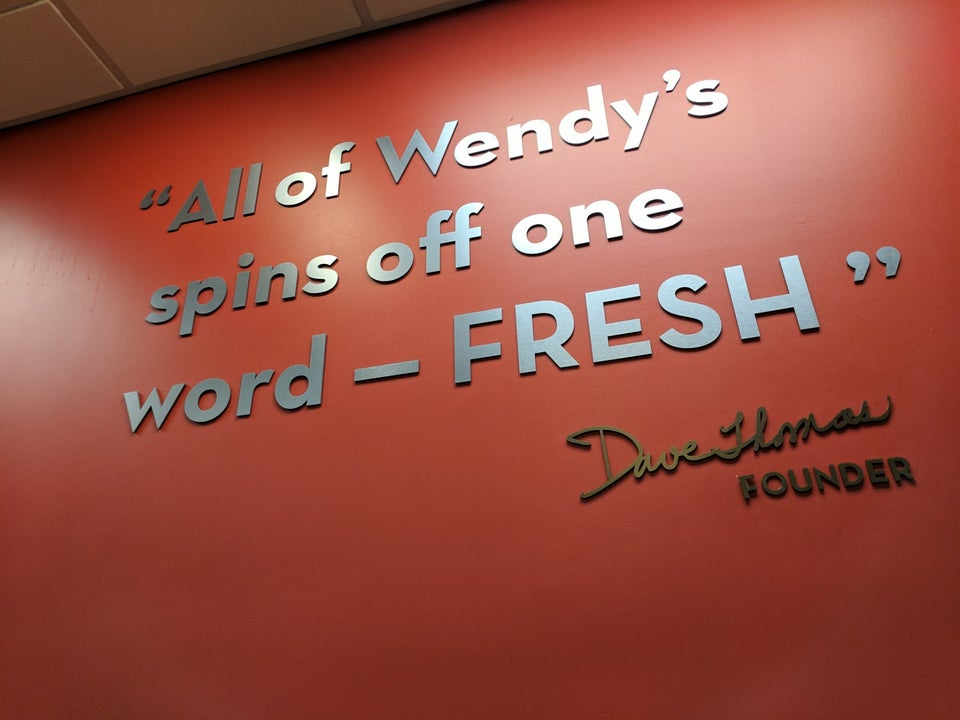 “All of Wendy’s
spins off one
word – FRESH”
Dave Thomas
FOUNDER